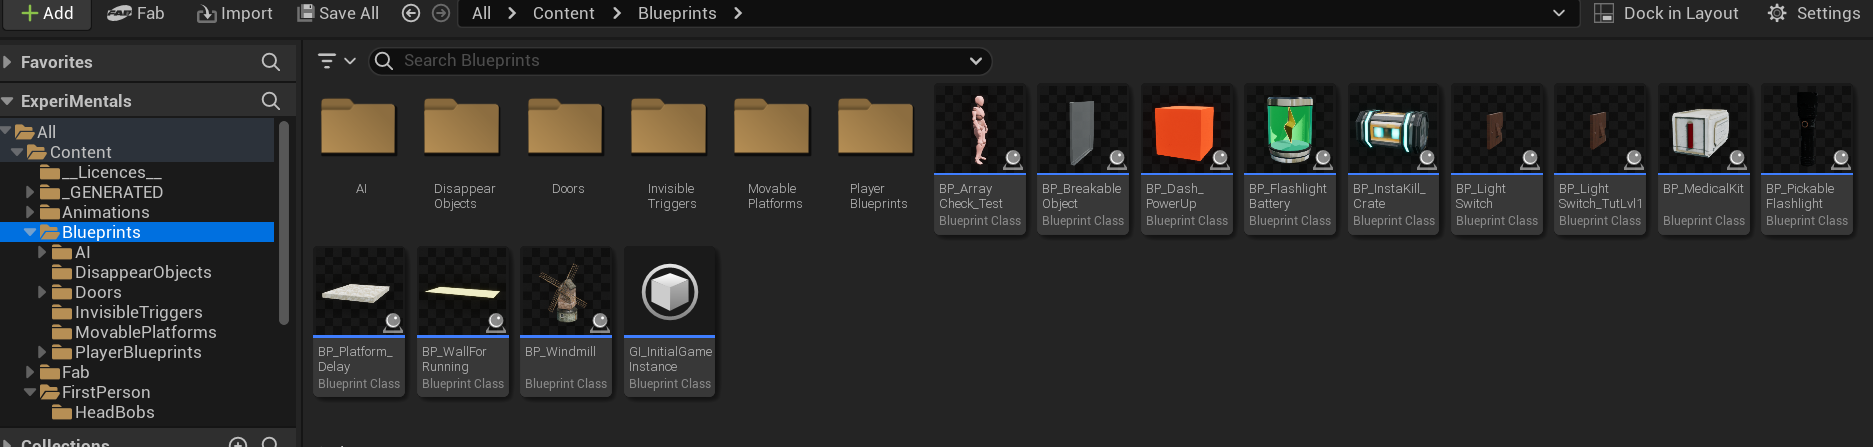 Add
Fab
Import
Save All
All
Content
Blueprints
Dock in Layout
Settings
Favorites
ExperiMentals
All
Content
__Licences__
_GENERATED
Animations
Blueprints
AI
DisappearObjects
Doors
InvisibleTriggers
MovablePlatforms
PlayerBlueprints
Fab
FirstPerson
HeadBobs
Collections
Search Blueprints
AI
Disappear
Objects
Doors
Invisible
Triggers
Movable
Platforms
Player
Blueprints
BP_Array
Check_Test
Blueprint Class
BP_Breakable
Object
Blueprint Class
BP_Dash_
PowerUp
Blueprint Class
BP_Flashlight
Battery
Blueprint Class
BP_InstaKill_
Crate
Blueprint Class
BP_Light
Switch
Blueprint Class
BP_Light
Switch_TutLvl1
Blueprint Class
BP_MedicalKit
Blueprint Class
BP_Pickable
Flashlight
Blueprint Class
BP_Platform_
Delay
Blueprint Class
BP_WallFor
Running
Blueprint Class
BP_Windmill
Blueprint Class
GI_InitialGame
Instance
Blueprint Class